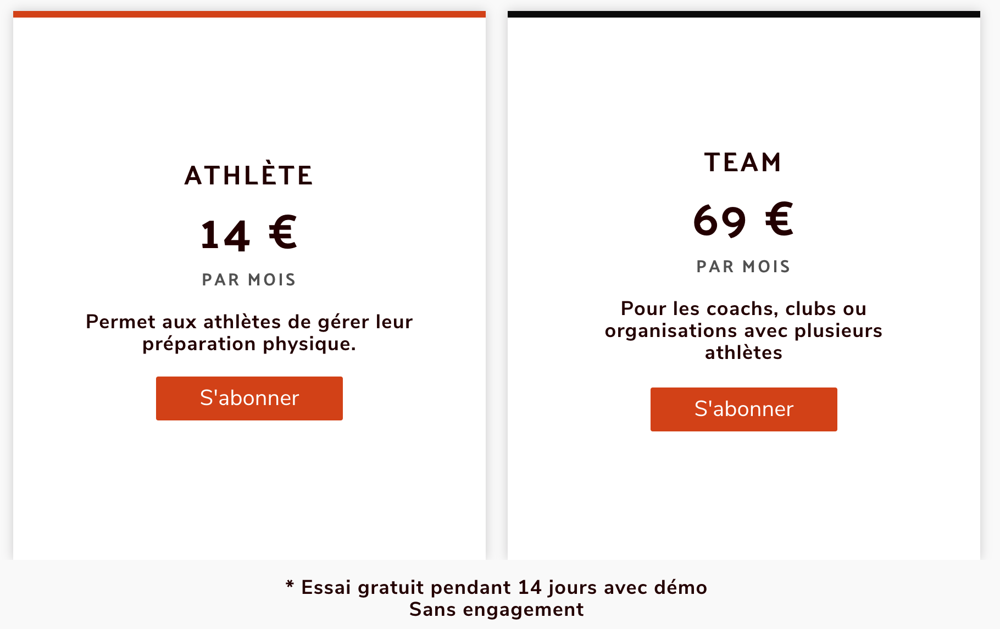 ATHLÈTE
14 €
PAR MOIS
Permet aux athlètes de gérer leur
préparation physique.
S'abonner
TEAM
69 €
PAR MOIS
Pour les coachs, clubs ou
organisations avec plusieurs
athlètes
S'abonner
* Essai gratuit pendant 14 jours avec démo
Sans engagement